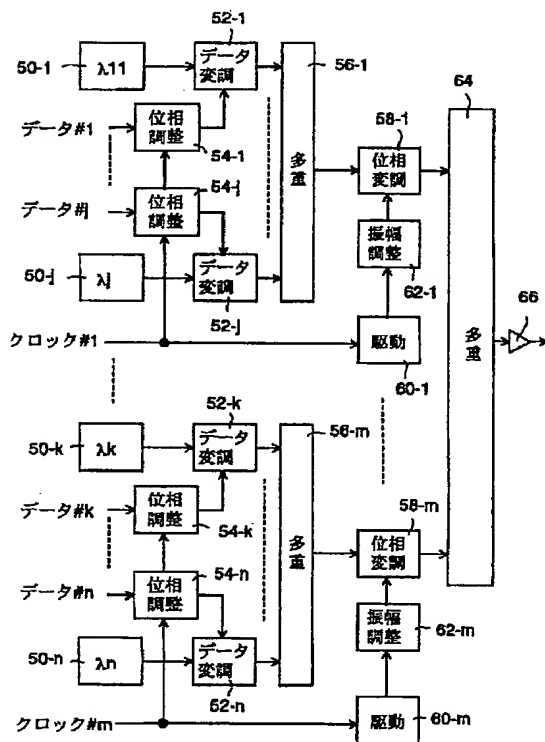 52-1
50-1
λ11
データ
変調
56-1
64
データ#1
位相
調整
54-1
多重
58-1
位相
変調
54-j
データ#j
位相
調整
振幅
調整
62-1
50-j
λj
データ
変調
52-j
66
クロック#1
駆動
60-1
多重
52-k
50-k
λk
データ
変調
56-m
データ#k
位相
調整
54-k
多重
58-m
位相
変調
54-n
データ#n
位相
調整
振幅
調整
62-m
50-n
λn
データ
変調
52-n
クロック#m
駆動
60-m